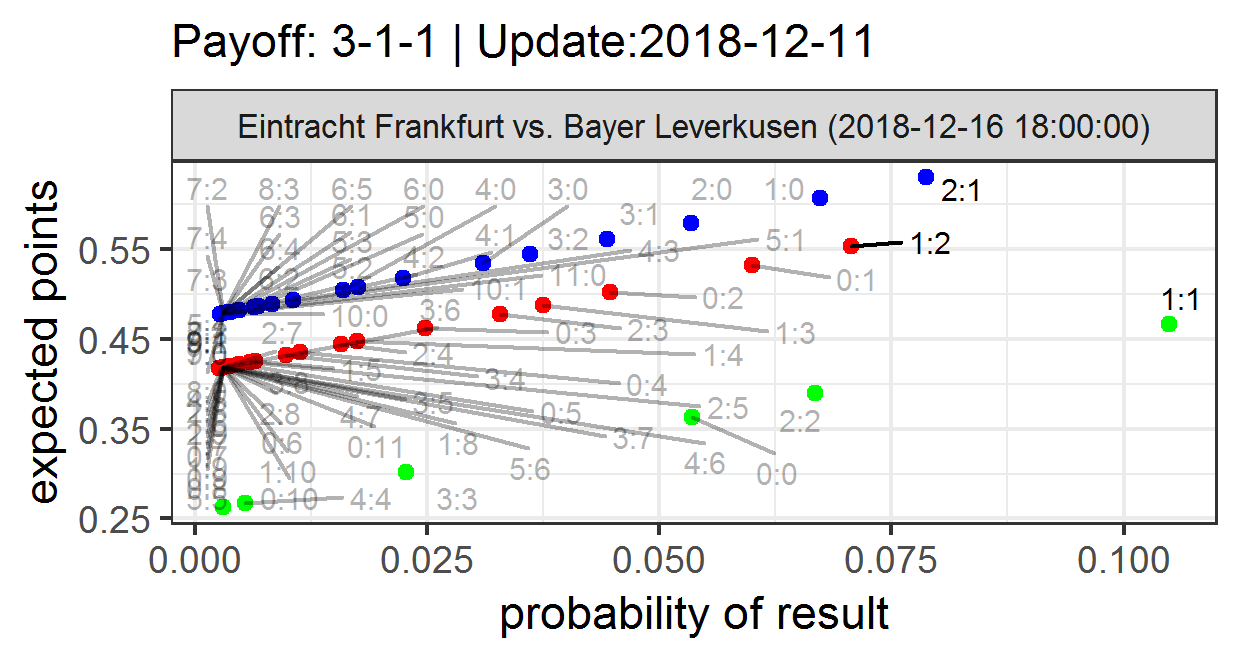 Payoff: 3-1-1 | Update:2018-12-11
Eintracht Frankfurt vs. Bayer Leverkusen (2018-12-16 18:00:00)
7:2 8:3 6:5 6:0 4:0 3:0 2:0 1:0 2:1
6:3 6:1 5:0 3:1
7:4 6:4 5:3 4:2 4:1 3:2 4:3 5:1 1:2
7:3 5:2 11:0 0:1
10:1 0:2 1:1
10:0 3:6
2:7 0:3 2:3 1:3
2:4 1:4
1:5 3:4 0:4
3:8 3:5 0:5 2:5 2:2
2:8 4:7
0:6 0:11 1:8 3:7
1:10 5:6 4:6 0:0
0:10 4:4 3:3
0.55
0.45
0.35
0.25
expected points
0.000 0.025 0.050 0.075 0.100
probability of result